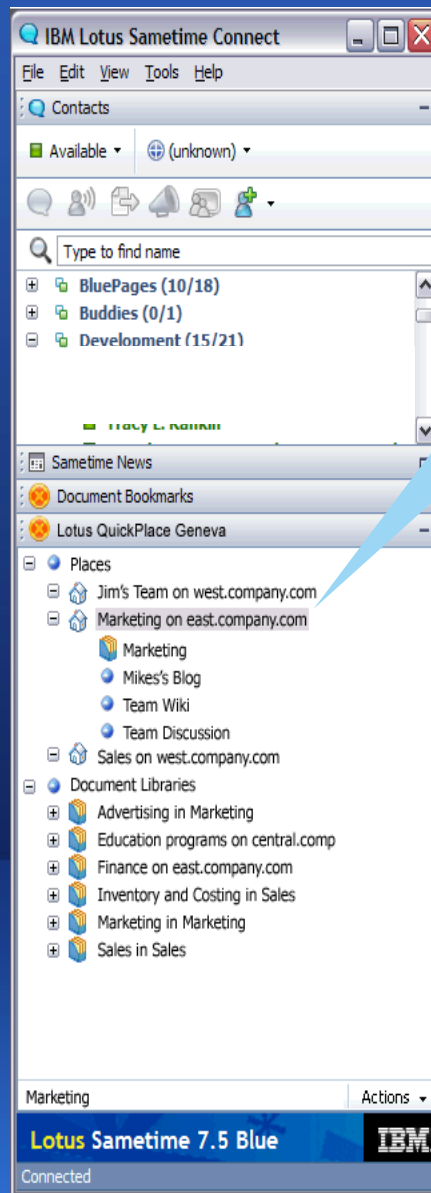 IBM Lotus Sametime Connect
File Edit View Tools Help
Contacts
Available (unknown)
Type to find name
BluePages (10/18)
Buddies (0/1)
Development (15/21)
Tracy L. Rankin
Sametime News
Document Bookmarks
Lotus QuickPlace Geneva
Places
Jim's Team on west.company.com
Marketing on east.company.com
Marketing
Mikes's Blog
Team Wiki
Team Discussion
Sales on west.company.com
Document Libraries
Advertising in Marketing
Education programs on central.comp
Finance on east.company.com
Inventory and Costing in Sales
Marketing in Marketing
Sales in Sales
Marketing Actions
Lotus Sametime 7.5 Blue IBM
Connected